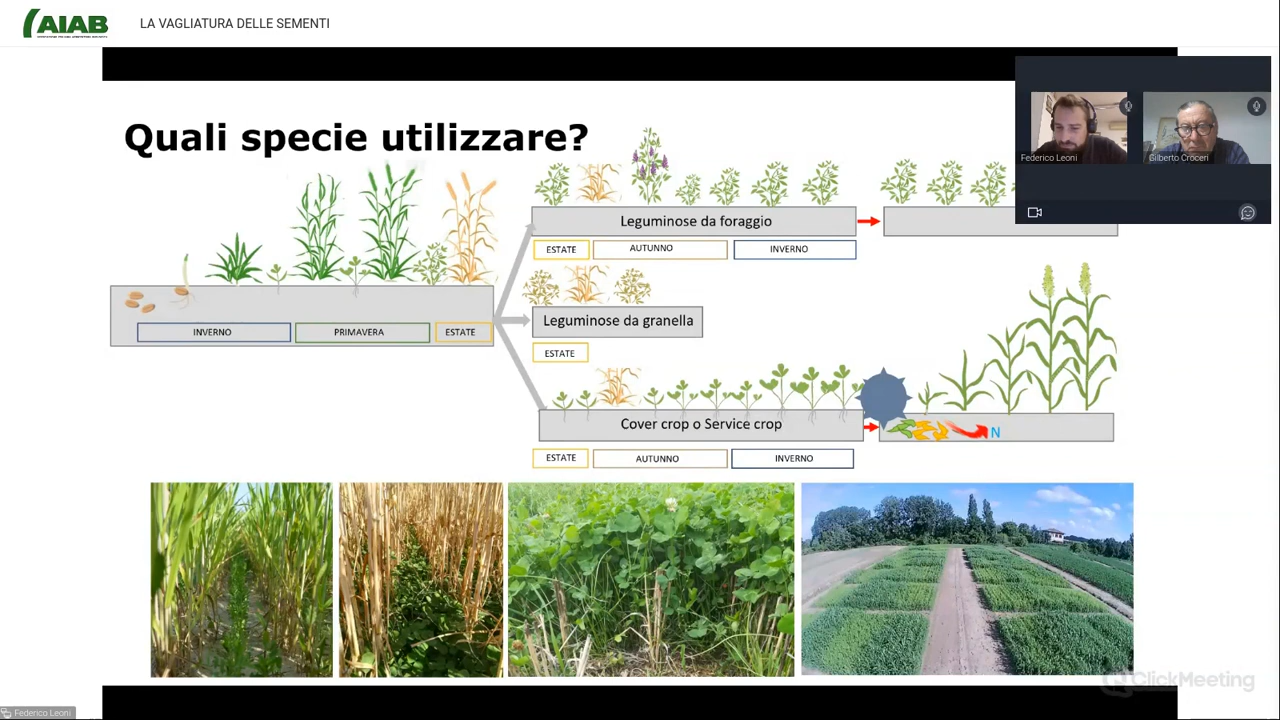 AIAB
LA VAGLIATURA DELLE SEMENTI
Quali specie utilizzare?
Federico Leoni
Gilberto Croceri
Leguminose da foraggio
ESTATE
AUTUNNO
INVERNO
Leguminose da granella
ESTATE
INVERNO
PRIMAVERA
ESTATE
Cover crop o Service crop
N
ESTATE
AUTUNNO
INVERNO
ClickMeeting
Federico Leoni